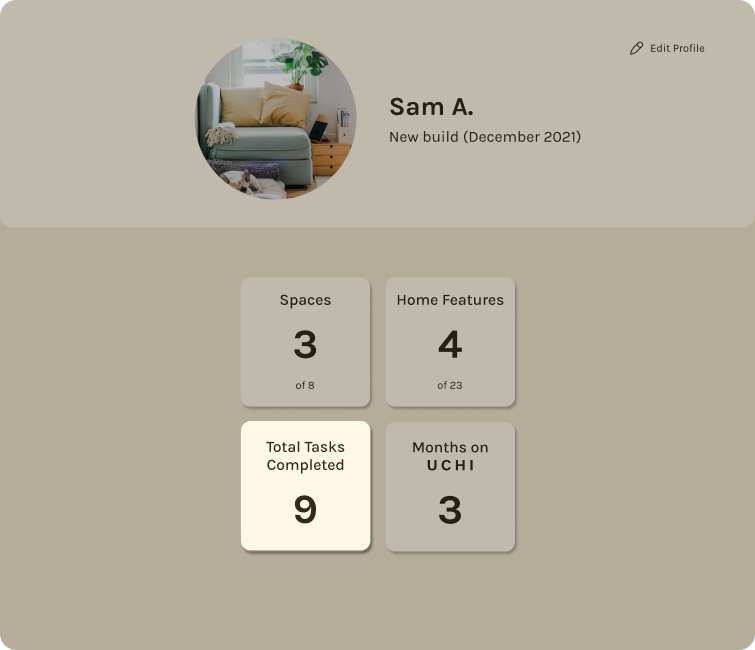 Edit Profile
Sam A.
New build (December 2021)
Spaces
3
of 8
Home Features
4
of 23
Total Tasks
Completed
9
Months on
UCHI
3